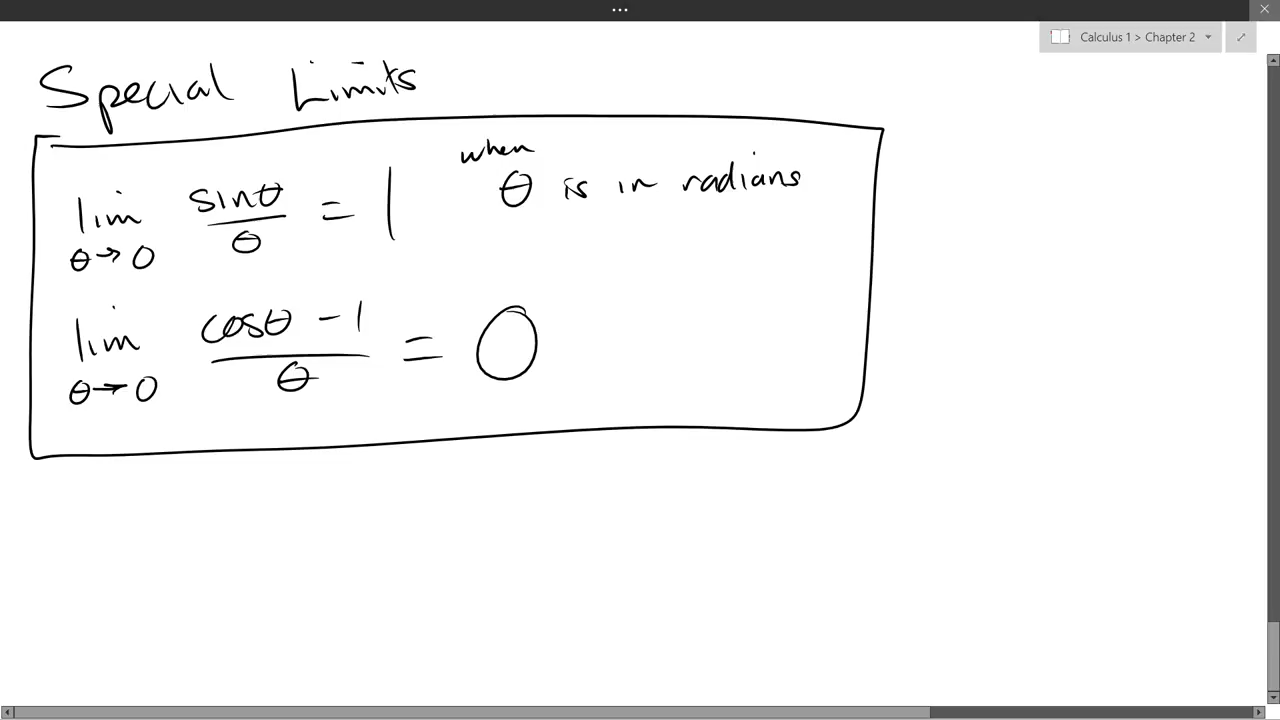 ...
Calculus 1 > Chapter 2
Special Limits
lim θ→0 sinθ/θ = 1 when θ is in radians
lim θ→0 cosθ - 1/θ = 0